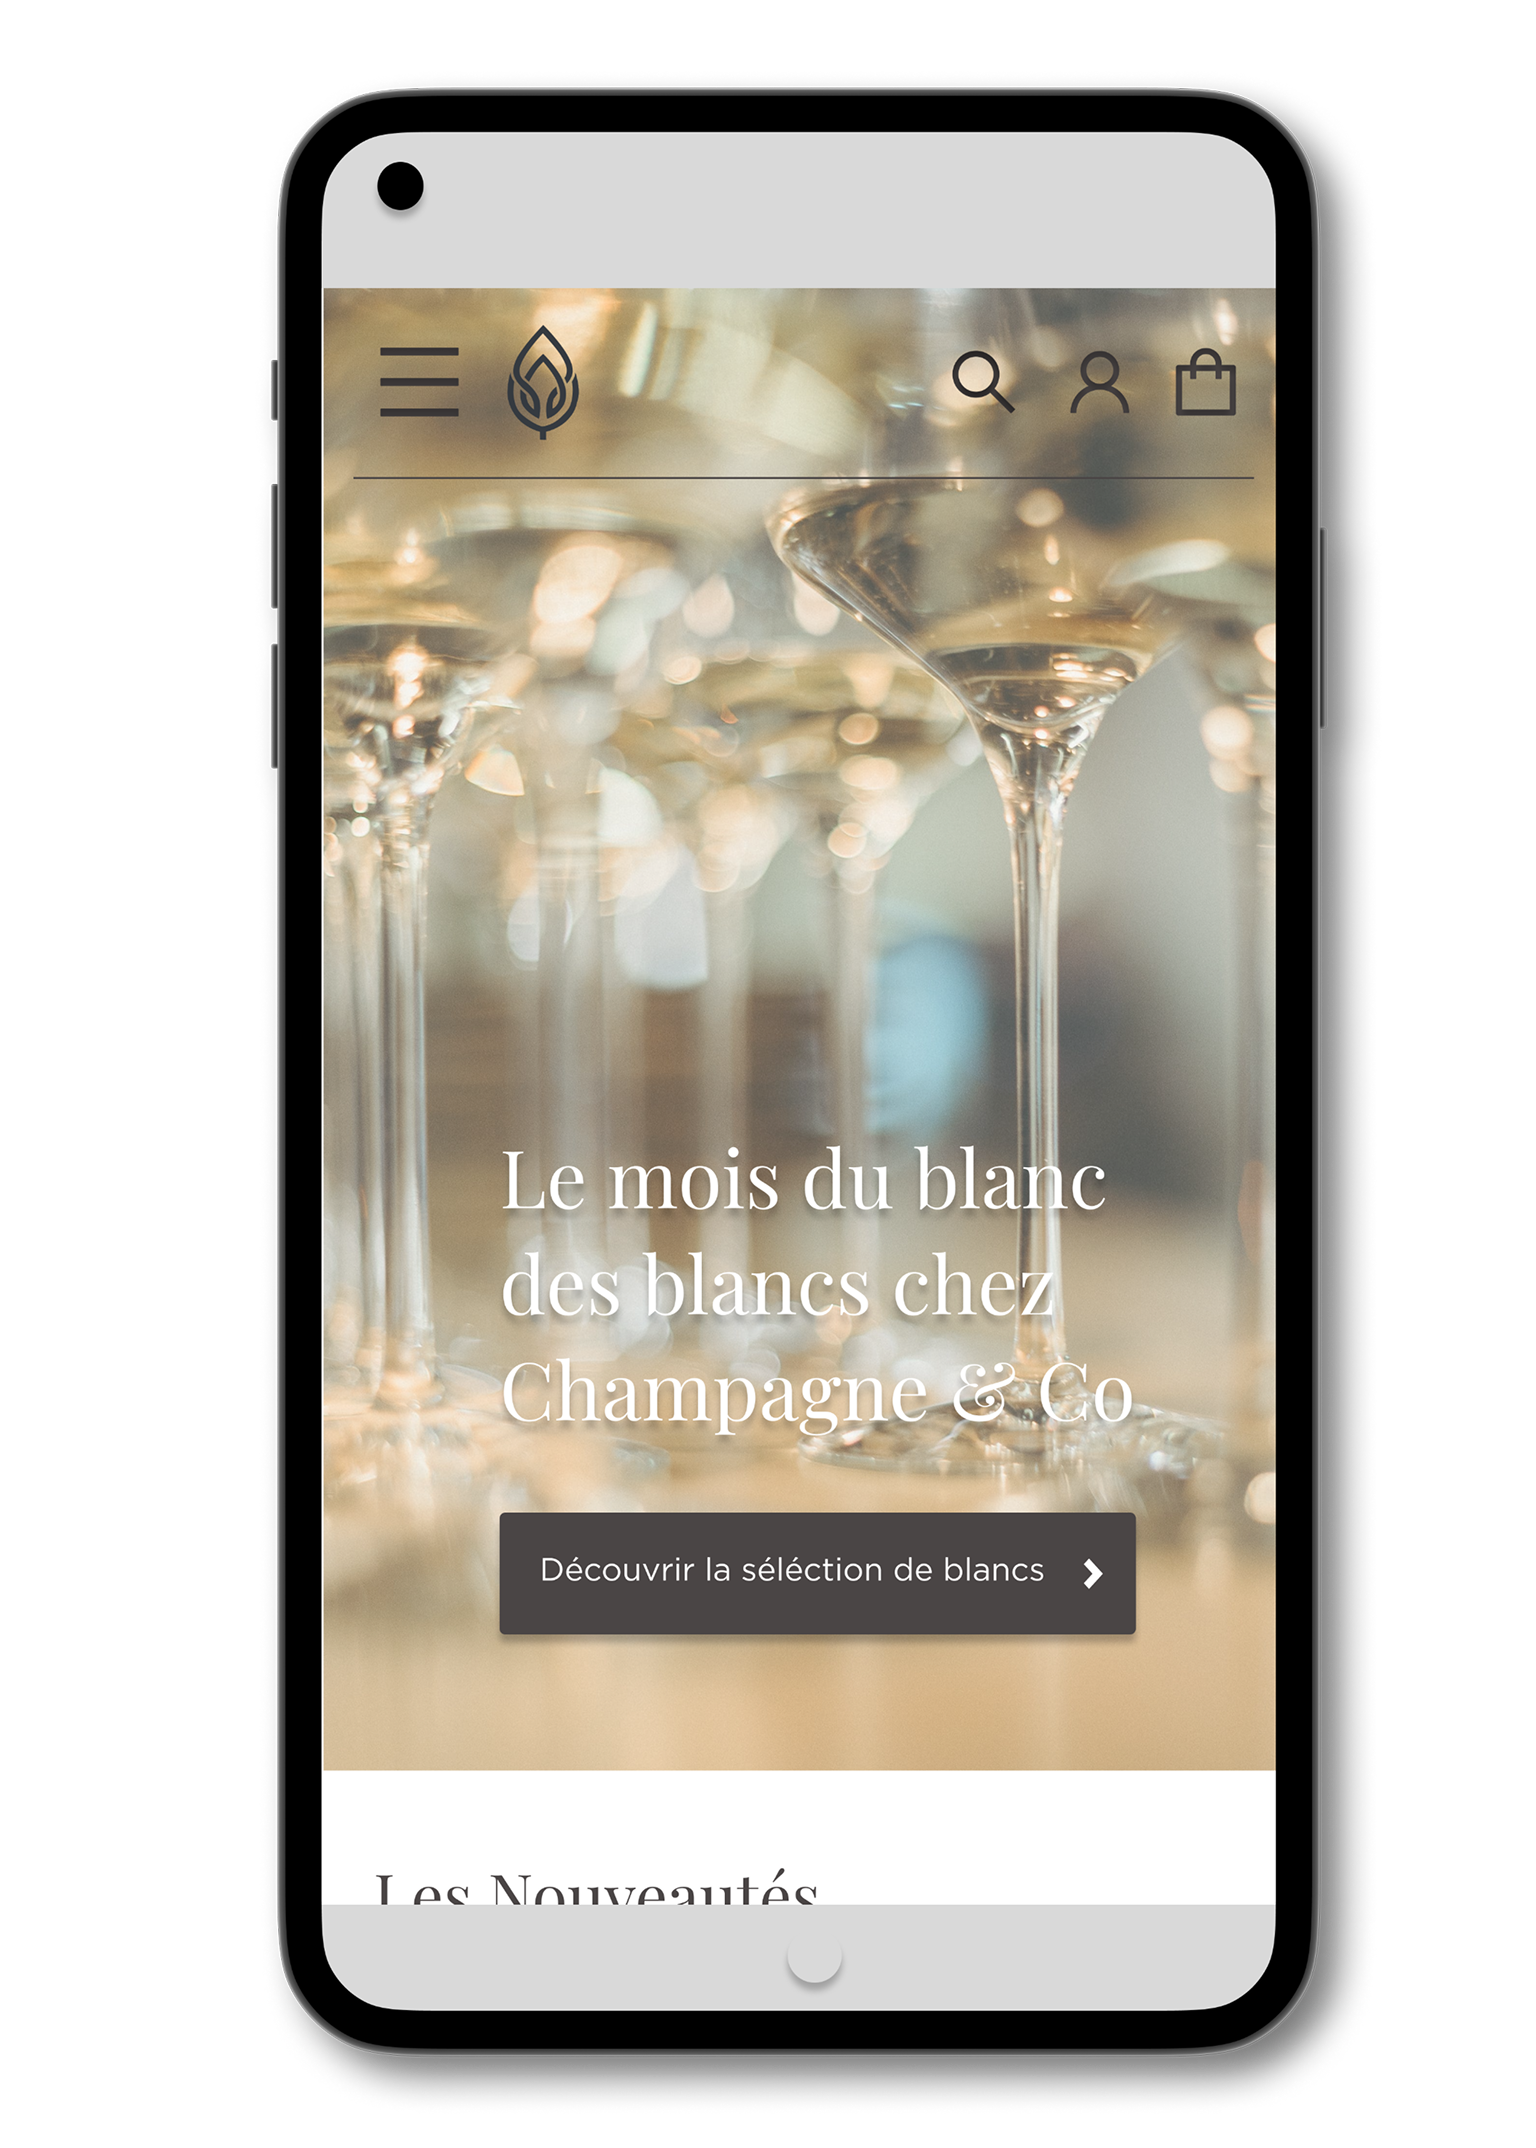 Le mois du blanc
des blancs chez
Champagne & Co
Découvrir la séléction de blancs
Les Nouveautés